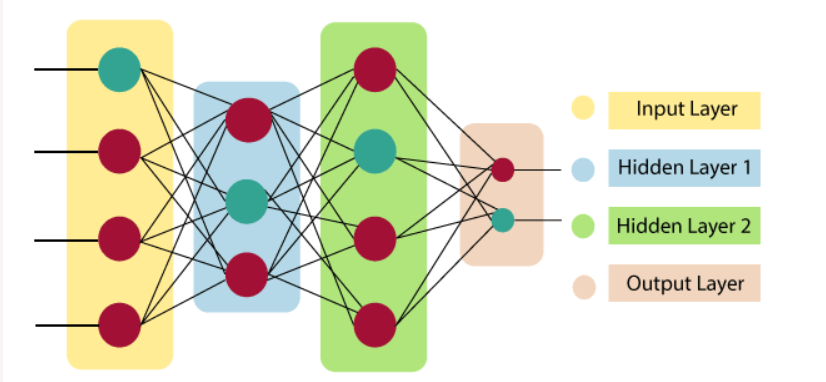 Input Layer
Hidden Layer 1
Hidden Layer 2
Output Layer